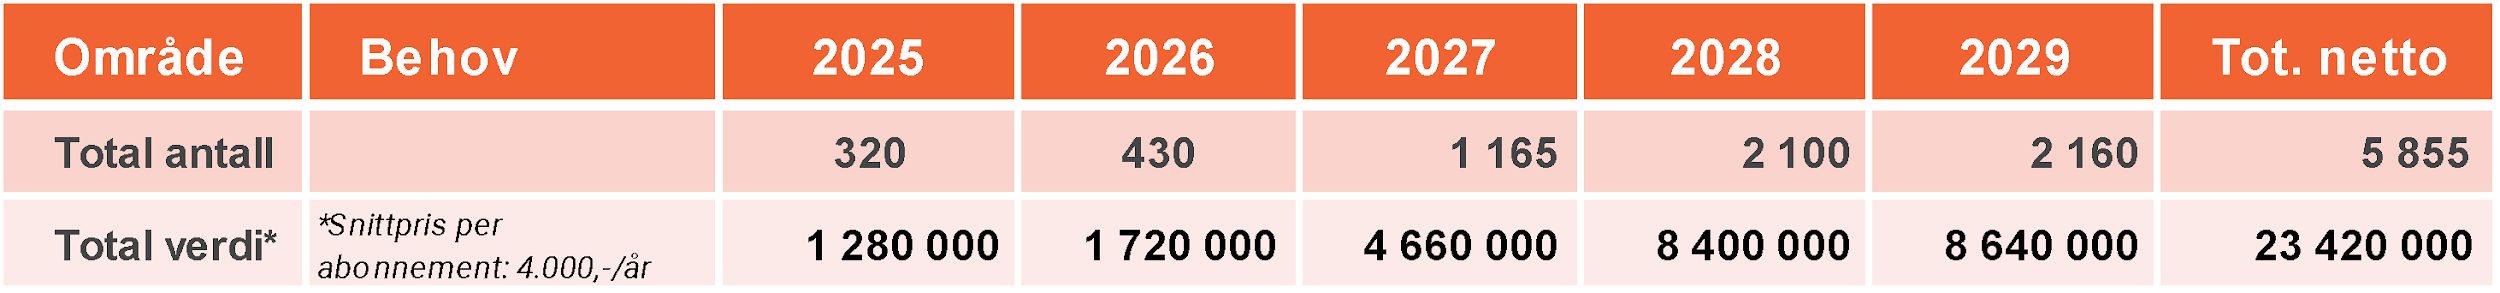 Område Behov 2025 2026 2027 2028 2029 Tot. netto
Total antall 320 430 1 165 2 100 2 160 5 855
Total verdi* *Snittpris per abonnement: 4.000,-/år 1 280 000 1 720 000 4 660 000 8 400 000 8 640 000 23 420 000